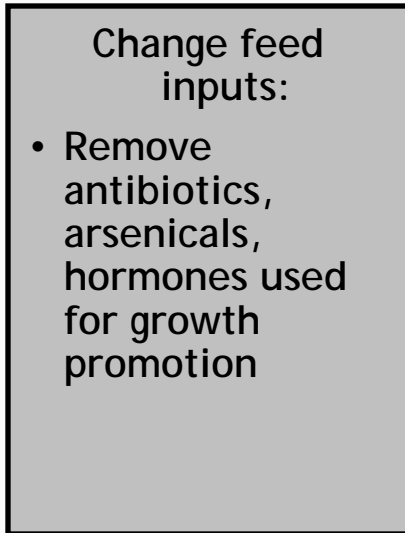 Change feed
inputs:
• Remove
antibiotics,
arsenicals,
hormones used
for growth
promotion